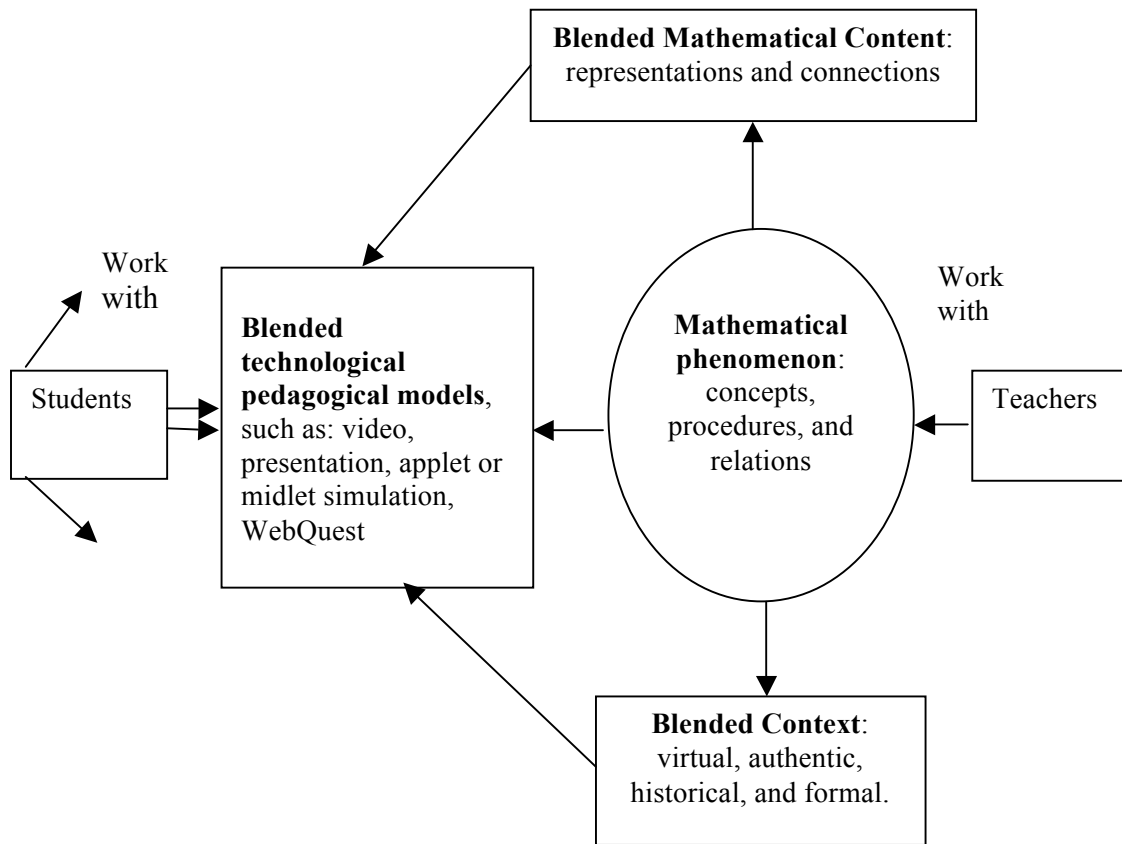 Blended Mathematical Content:
representations and connections
Work
with
Students
Blended
technological
pedagogical models,
such as: video,
presentation, applet or
midlet simulation,
WebQuest
Mathematical
phenomenon:
concepts,
procedures, and
relations
Work
with
Teachers
Blended Context:
virtual, authentic,
historical, and formal.